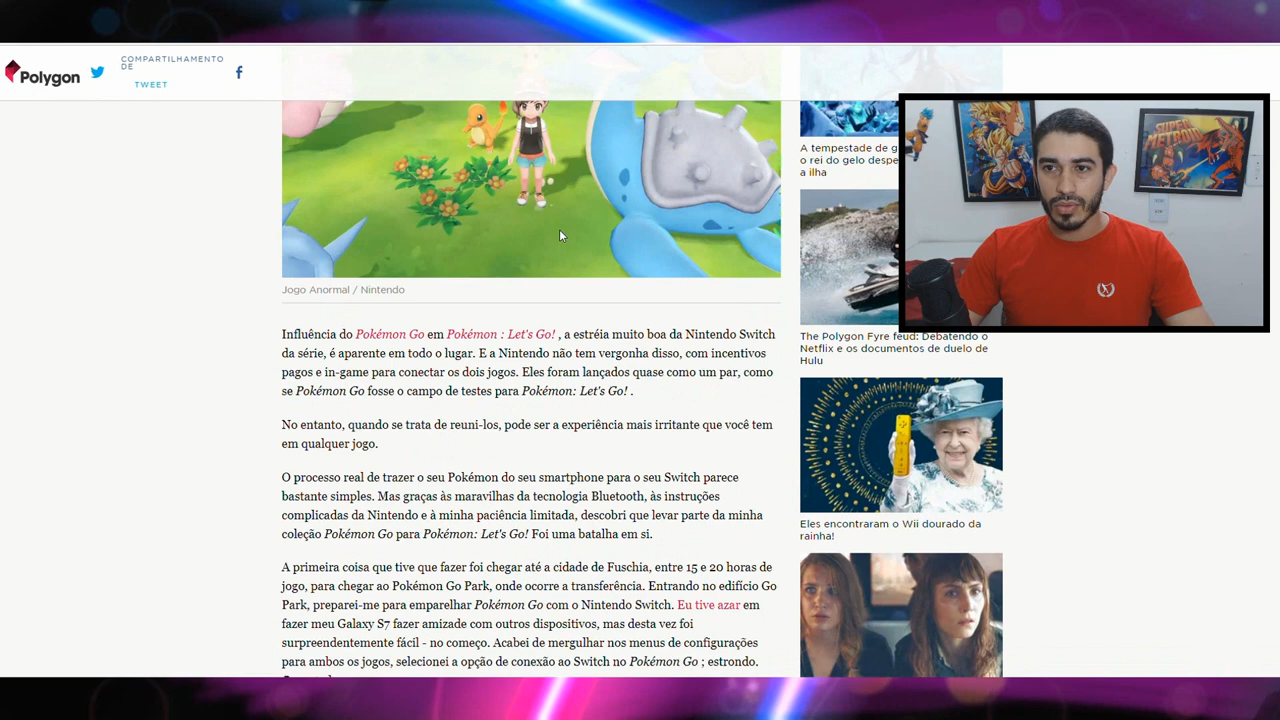 Polygon
COMPARTILHAMENTO
DE
TWEET
Jogo Anormal / Nintendo
Influência do Pokémon Go em Pokémon : Let's Go! , a estréia muito boa da Nintendo Switch
da série, é aparente em todo o lugar. E a Nintendo não tem vergonha disso, com incentivos
pagos e in-game para conectar os dois jogos. Eles foram lançados quase como um par, como
se Pokémon Go fosse o campo de testes para Pokémon: Let's Go! .
No entanto, quando se trata de reuni-los, pode ser a experiência mais irritante que você tem
em qualquer jogo.
O processo real de trazer o seu Pokémon do seu smartphone para o seu Switch parece
bastante simples. Mas graças às maravilhas da tecnologia Bluetooth, às instruções
complicadas da Nintendo e à minha paciência limitada, descobri que levar parte da minha
coleção Pokémon Go para Pokémon: Let's Go! Foi uma batalha em si.
A primeira coisa que tive que fazer foi chegar até a cidade de Fuschia, entre 15 e 20 horas de
jogo, para chegar ao Pokémon Go Park, onde ocorre a transferência. Entrando no edifício Go
Park, preparei-me para emparelhar Pokémon Go com o Nintendo Switch. Eu tive azar em
fazer meu Galaxy S7 fazer amizade com outros dispositivos, mas desta vez foi
surpreendentemente fácil - no começo. Acabei de mergulhar nos menus de configurações
para ambos os jogos, selecionei a opção de conexão ao Switch no Pokémon Go ; estrondo.
A tempestade de g
o rei do gelo despe
a ilha
The Polygon Fyre feud: Debatendo o
Netflix e os documentos de duelo de
Hulu
Eles encontraram o Wii dourado da
rainha!
SUPER
METROID